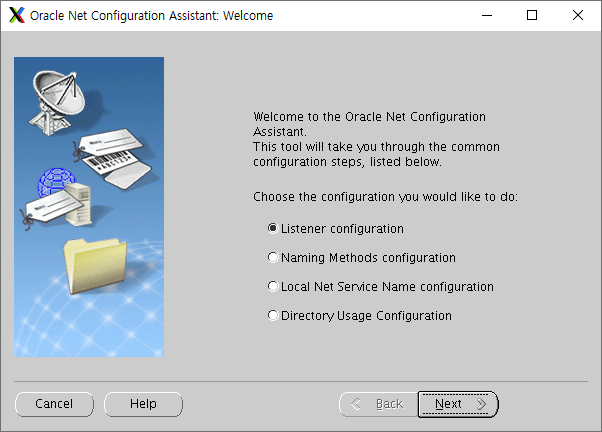 Oracle Net Configuration Assistant: Welcome
Welcome to the Oracle Net Configuration
Assistant.
This tool will take you through the common
configuration steps, listed below.
Choose the configuration you would like to do:
Listener configuration
Naming Methods configuration
Local Net Service Name configuration
Directory Usage Configuration
Cancel
Help
Back
Next